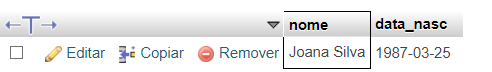 nome data_nasc
Editar Copiar Remover Joana Silva 1987-03-25